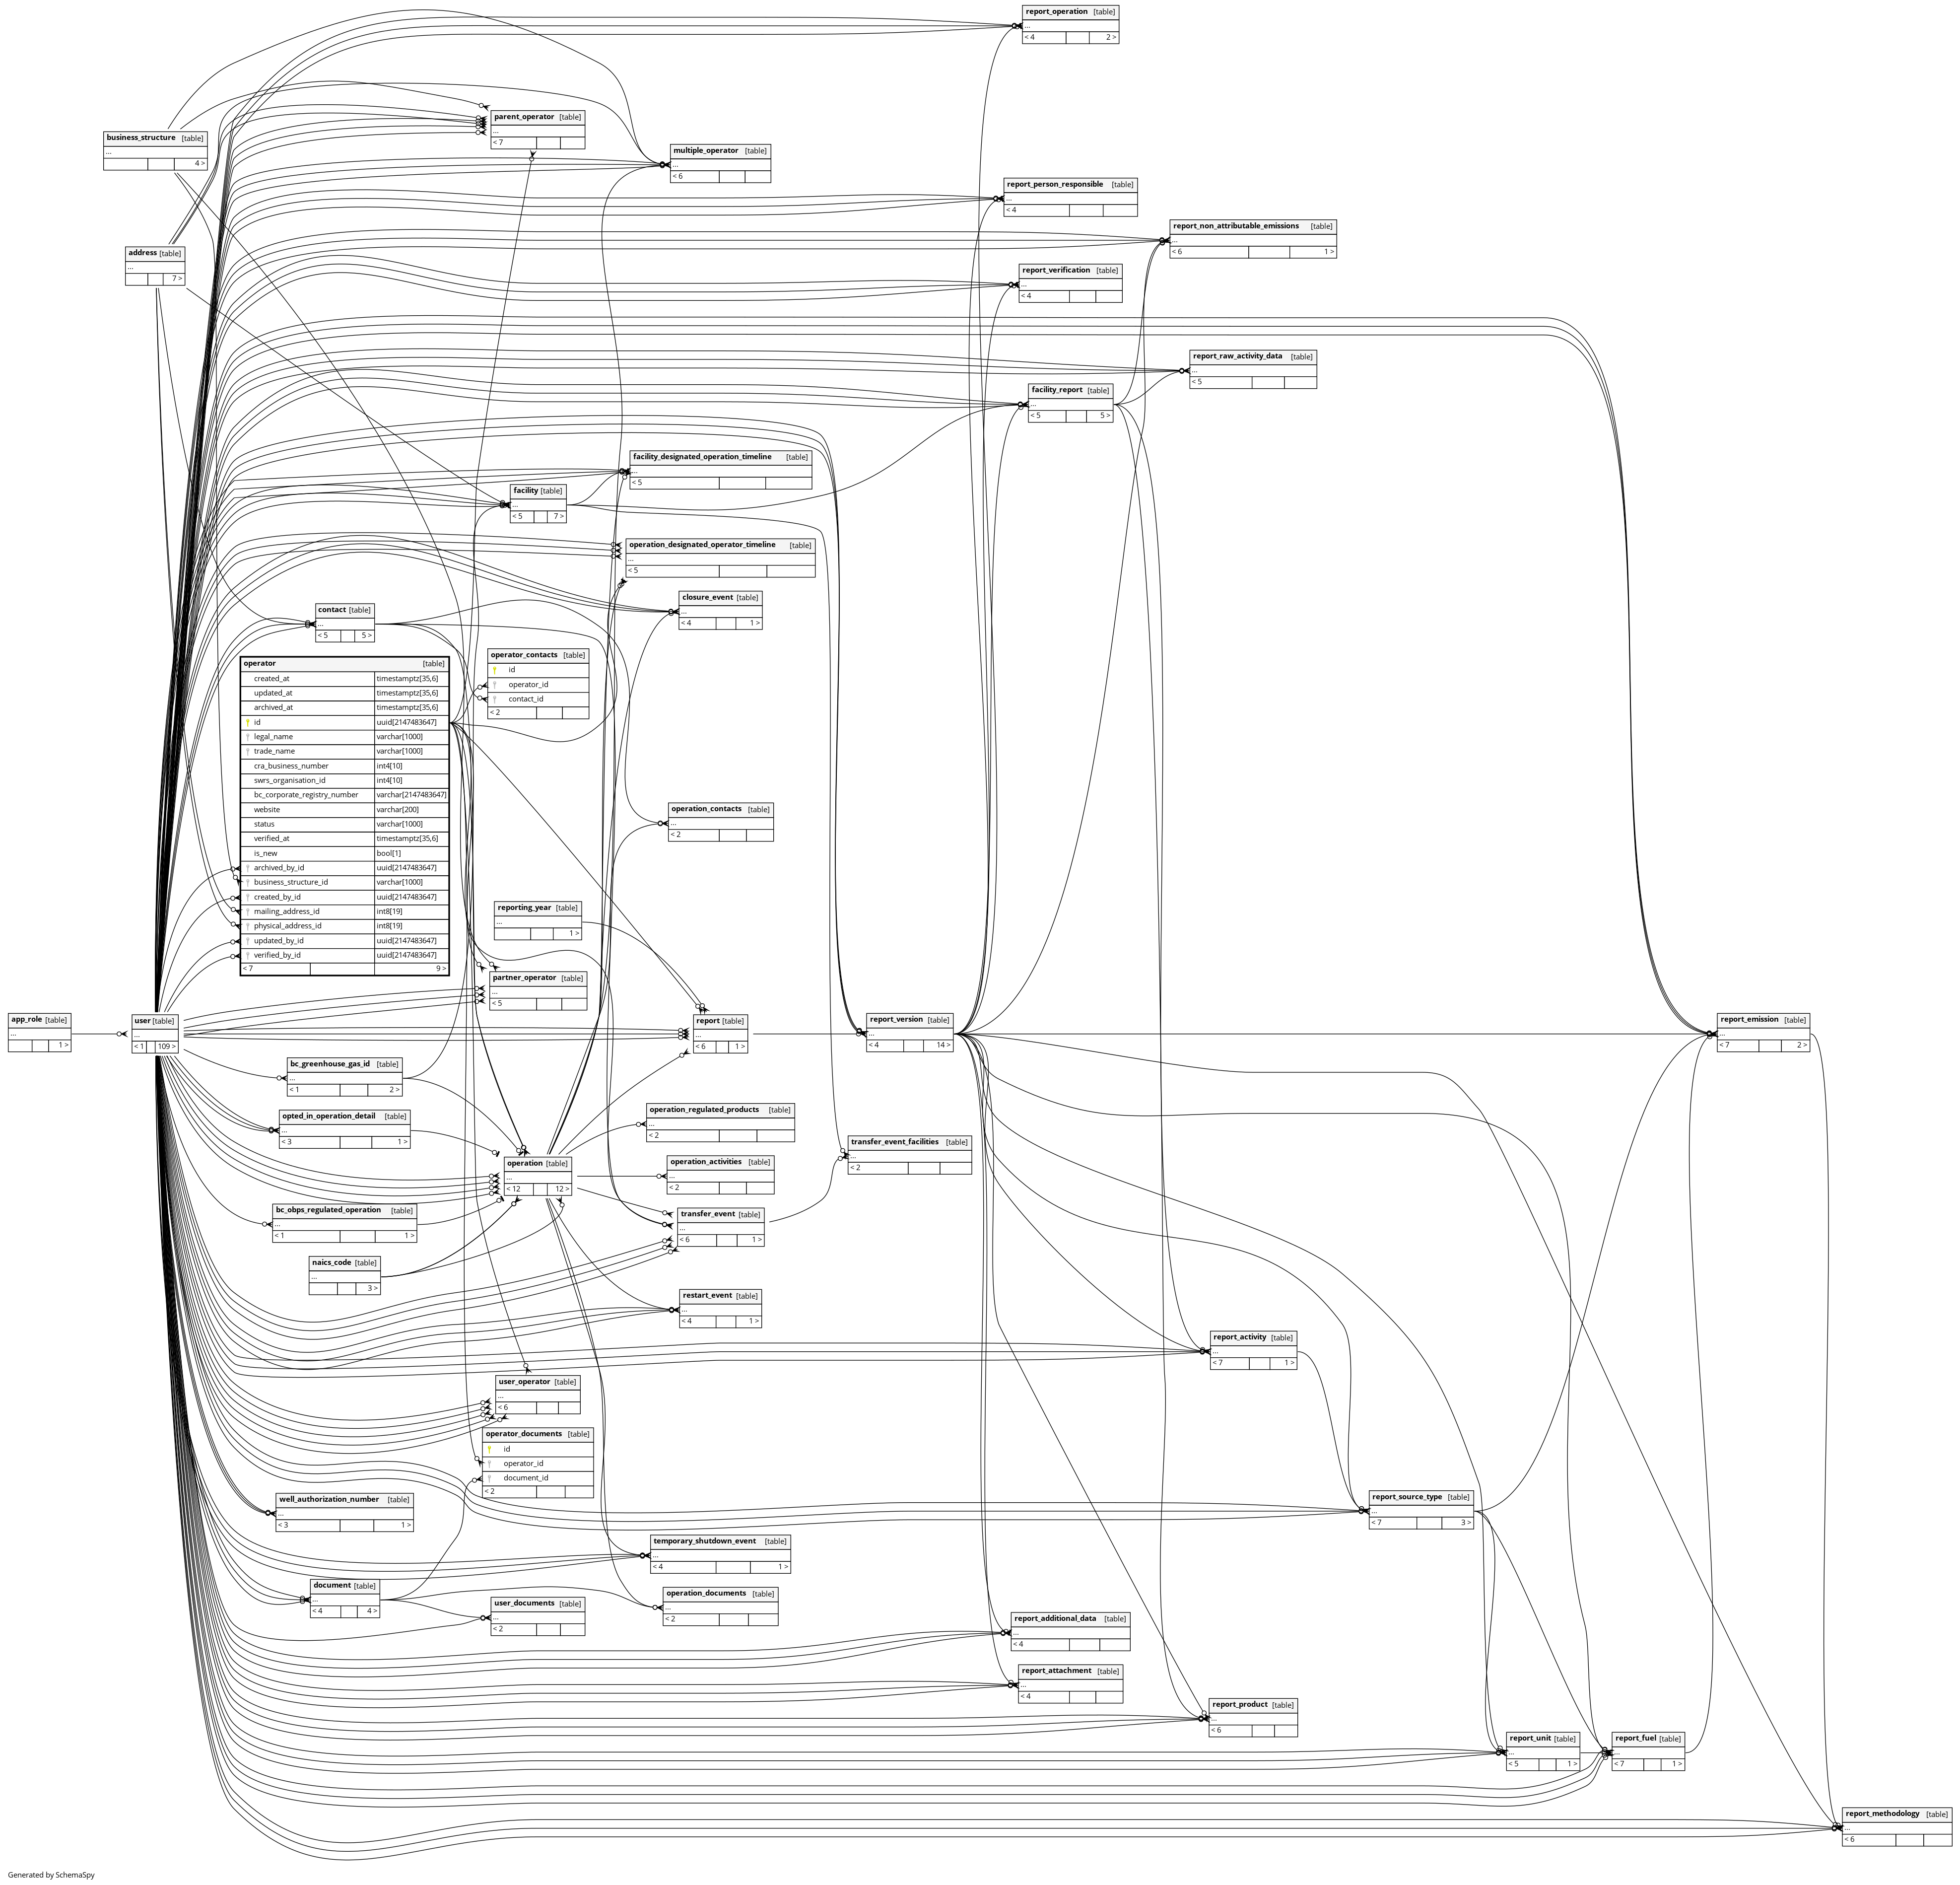 report_operation [table]
...
< 4 2 >
business_structure [table]
...
4 >
parent_operator [table]
...
< 7
multiple_operator [table]
...
< 6
report_person_responsible [table]
...
< 4
report_non_attributable_emissions [table]
...
< 6 1 >
address [table]
...
7 >
report_verification [table]
...
< 4
report_raw_activity_data [table]
...
< 5
facility_report [table]
...
< 5 5 >
facility_designated_operation_timeline [table]
...
< 5
facility [table]
...
< 5 7 >
operation_designated_operator_timeline [table]
...
< 5
closure_event [table]
...
< 4 1 >
contact [table]
...
< 5 5 >
operator_contacts [table]
id
operator_id
contact_id
< 2
operator [table]
created_at timestamptz[35,6]
updated_at timestamptz[35,6]
archived_at timestamptz[35,6]
id uuid[2147483647]
legal_name varchar[1000]
trade_name varchar[1000]
cra_business_number int4[10]
swrs_organisation_id int4[10]
bc_corporate_registry_number varchar[2147483647]
website varchar[200]
status varchar[1000]
verified_at timestamptz[35,6]
is_new bool[1]
archived_by_id uuid[2147483647]
business_structure_id varchar[1000]
created_by_id uuid[2147483647]
mailing_address_id int8[19]
physical_address_id int8[19]
updated_by_id uuid[2147483647]
verified_by_id uuid[2147483647]
< 7 9 >
operation_contacts [table]
...
< 2
reporting_year [table]
...
1 >
partner_operator [table]
...
< 5
app_role [table]
...
1 >
user [table]
...
< 1 109 >
report [table]
...
< 6 1 >
report_version [table]
...
< 4 14 >
report_emission [table]
...
< 7 2 >
bc_greenhouse_gas_id [table]
...
< 1 2 >
opted_in_operation_detail [table]
...
< 3 1 >
operation_regulated_products [table]
...
< 2
transfer_event_facilities [table]
...
< 2
operation [table]
...
< 12 12 >
operation_activities [table]
...
< 2
bc_obps_regulated_operation [table]
...
< 1 1 >
transfer_event [table]
...
< 6 1 >
naics_code [table]
...
3 >
restart_event [table]
...
< 4 1 >
report_activity [table]
...
< 7 1 >
user_operator [table]
...
< 6
operator_documents [table]
id
operator_id
document_id
< 2
well_authorization_number [table]
...
< 3 1 >
report_source_type [table]
...
< 7 3 >
temporary_shutdown_event [table]
...
< 4 1 >
document [table]
...
< 4 4 >
user_documents [table]
...
< 2
operation_documents [table]
...
< 2
report_additional_data [table]
...
< 4
report_attachment [table]
...
< 4
report_product [table]
...
< 6
report_unit [table]
...
< 5 1 >
report_fuel [table]
...
< 7 1 >
report_methodology [table]
...
< 6
Generated by SchemaSpy